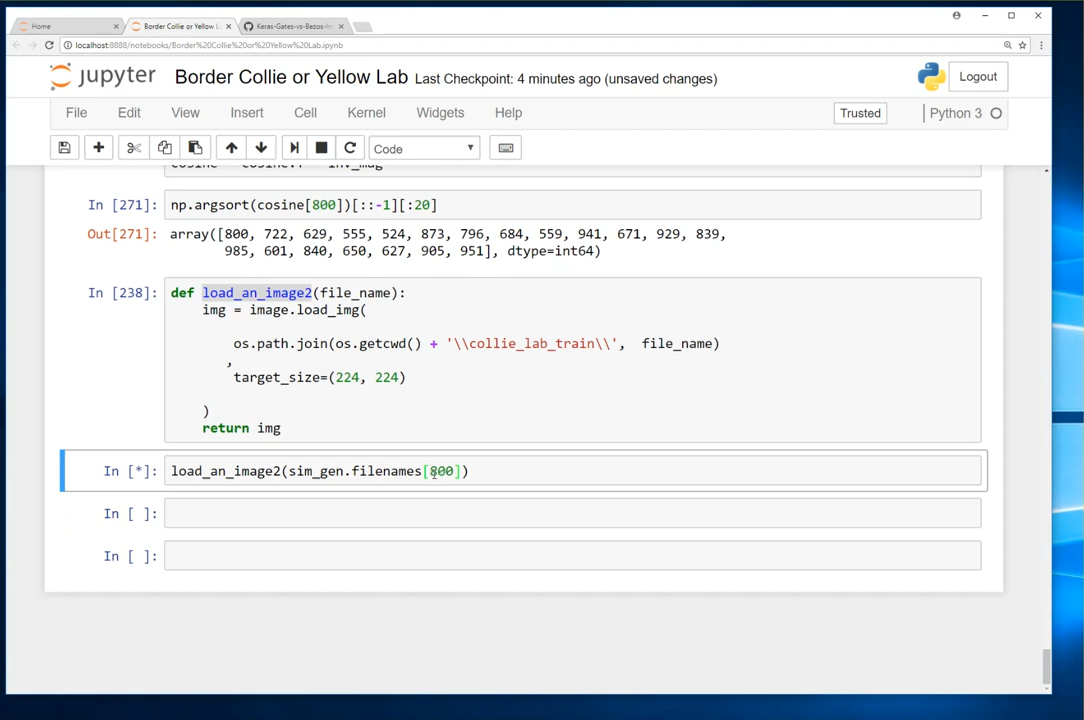 Home
Border Collie or Yellow L
Keras-Gates-vs-Bezos-Im
localhost:8888/notebooks/Border%20Collie%20or%20Yellow%20Lab.ipynb
jupyter Border Collie or Yellow Lab Last Checkpoint: 4 minutes ago (unsaved changes) Logout
File Edit View Insert Cell Kernel Widgets Help Trusted Python 3
Code
In [271]: np.argsort(cosine[800])[::-1][:20]
Out[271]: array([800, 722, 629, 555, 524, 873, 796, 684, 559, 941, 671, 929, 839,
985, 601, 840, 650, 627, 905, 951], dtype=int64)
In [238]: def load_an_image2(file_name):
img = image.load_img(
os.path.join(os.getcwd() + '\\collie_lab_train\\', file_name)
,
target_size=(224, 224)
)
return img
In [*]: load_an_image2(sim_gen.filenames[800])
In [ ]:
In [ ]: